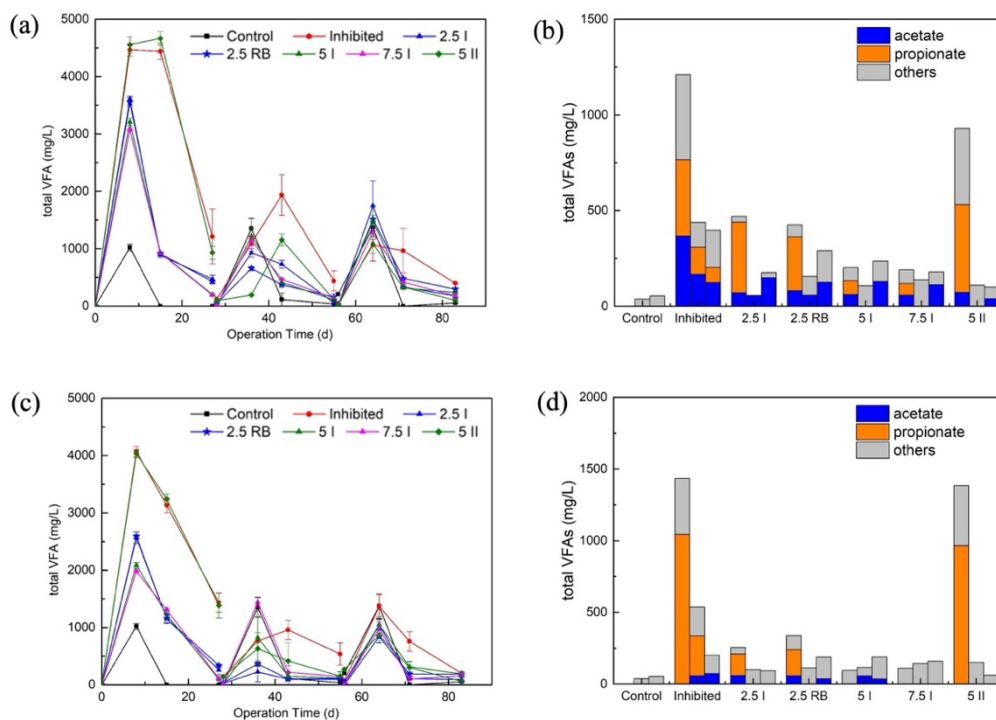 (a)
5000
4000
3000
2000
1000
0
total VFA (mg/L)
Control Inhibited 2.5 I
2.5 RB 5 I 7.5 I 5 II
0 20 40 60 80
Operation Time (d)
(b)
1500
1000
500
0
total VFAs (mg/L)
acetate
propionate
others
Control Inhibited 2.5 I 2.5 RB 5 I 7.5 I 5 II
(c)
5000
4000
3000
2000
1000
0
total VFA (mg/L)
Control Inhibited 2.5 I
2.5 RB 5 I 7.5 I 5 II
0 20 40 60 80
Operation Time (d)
(d)
2000
1500
1000
500
0
total VFAs (mg/L)
acetate
propionate
others
Control Inhibited 2.5 I 2.5 RB 5 I 7.5 I 5 II